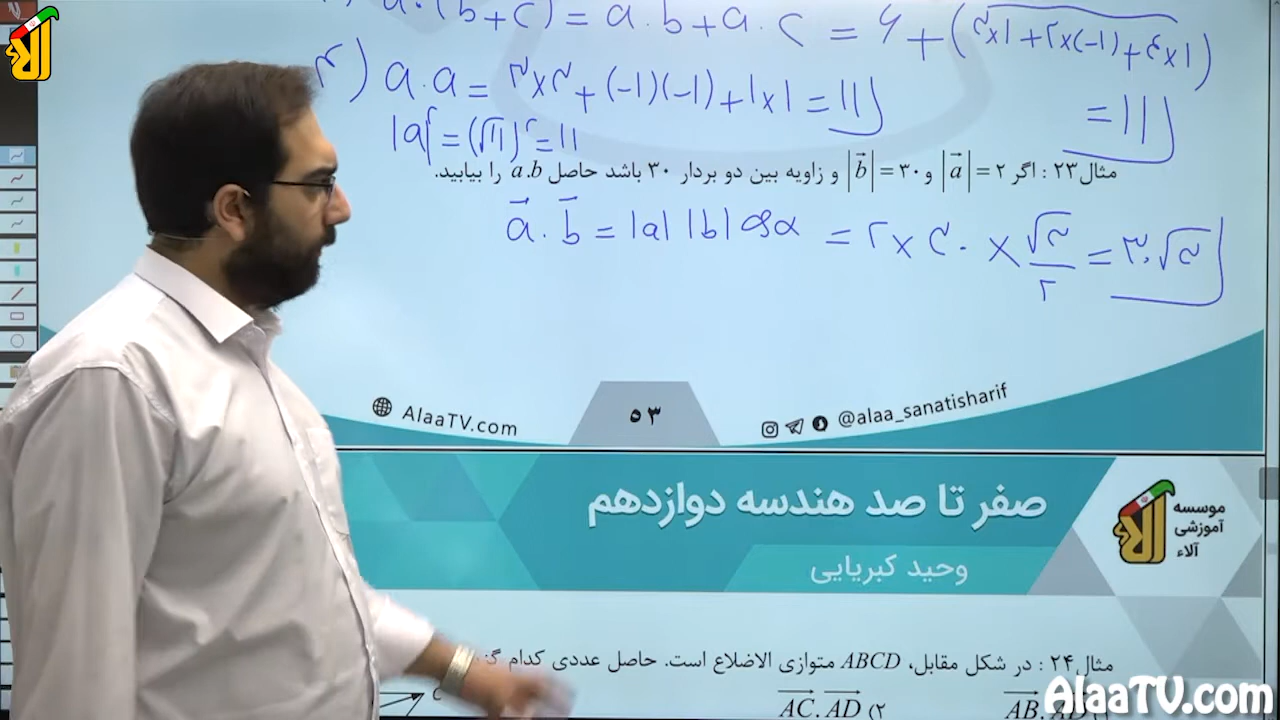 a.(b+c) = a.b + a.c = ۶ + (۳×۱+۲×(-۱)+۴×۱)
= ۱۱
۲) a.a = ۳×۳ + (-۱)(-۱) + ۱×۱ = ۱۱
|a|² = (√۱۱)² = ۱۱
مثال۲۳ : اگر |a⃗| = ۲ و |b⃗| = ۳۰ و زاویه بین دو بردار ۳۰ باشد حاصل a.b را بیابید.
a⃗.b⃗ = |a| |b| cosα = ۲×۳۰×√۳/۲ = ۳۰√۳
AlaaTV.com
۵۳
@alaa_sanatisharif
صفر تا صد هندسه دوازدهم
وحید کبریایی
موسسه
آموزشی
آلاء
مثال۲۴ : در شکل مقابل، ABCD متوازی الاضلاع است. حاصل عددی کدام
AB.AD
۲) AC.AD
C
AlaaTV.com